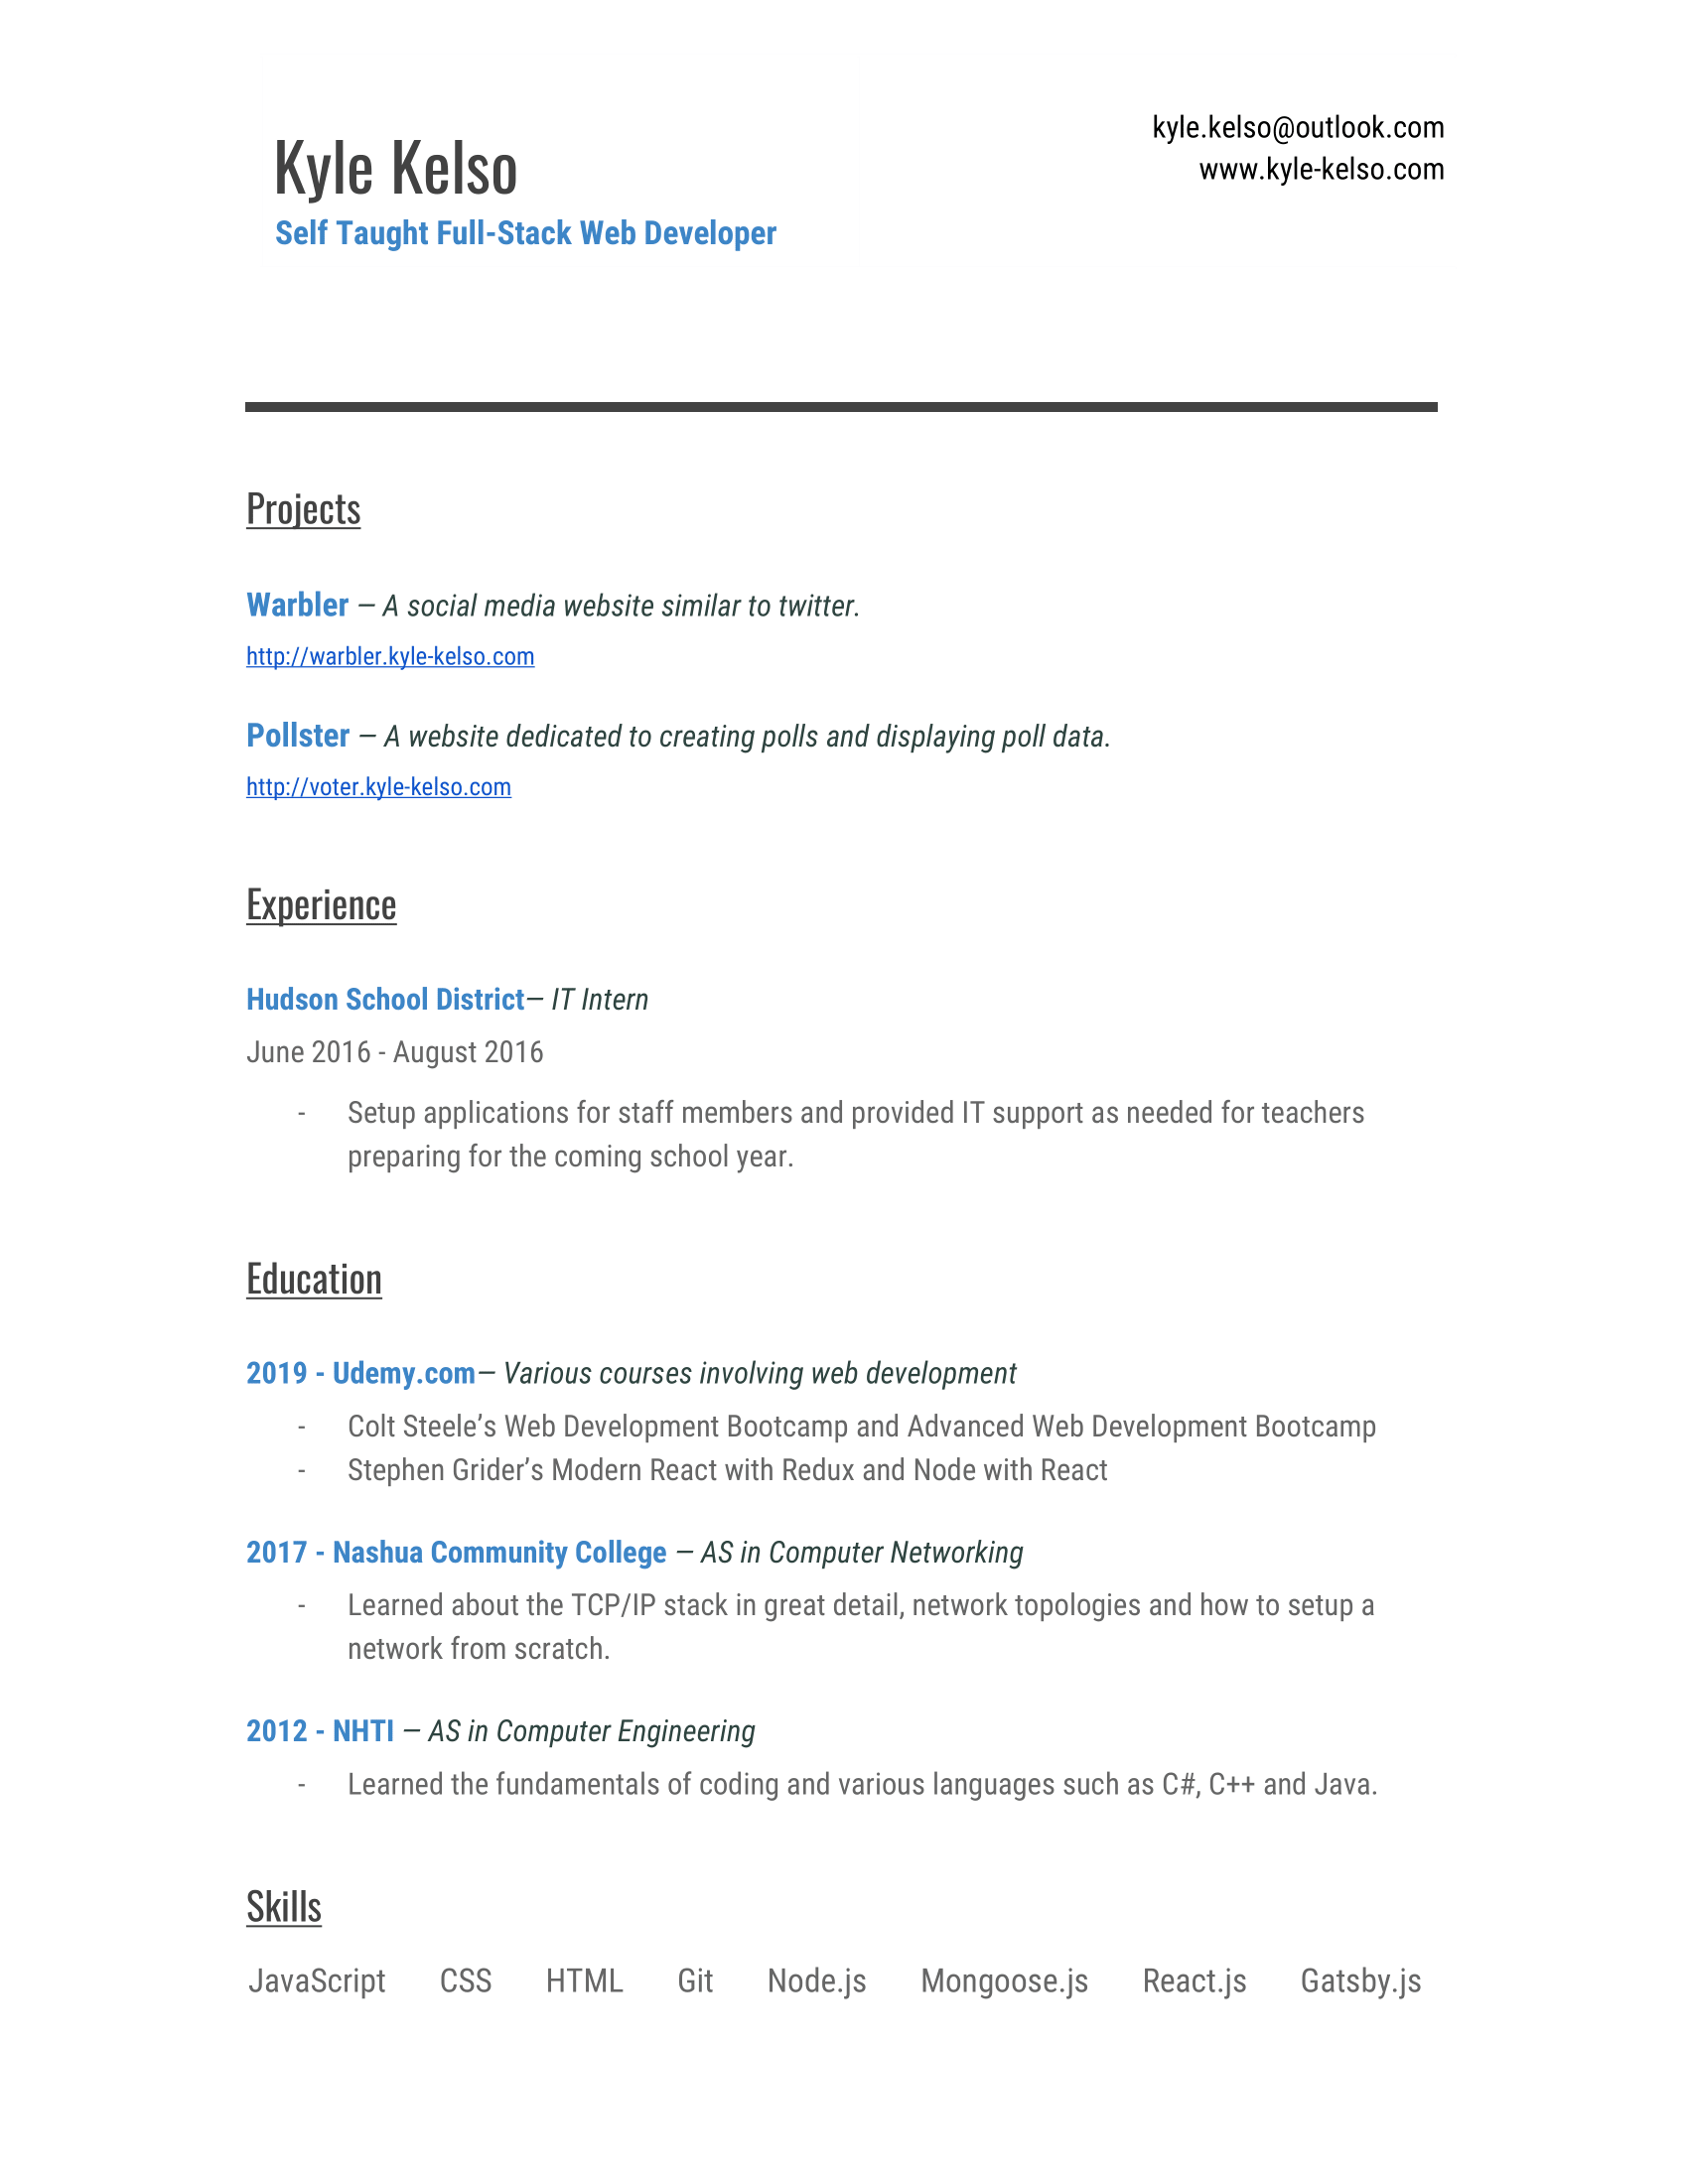 Kyle Kelso
Self Taught Full-Stack Web Developer
kyle.kelso@outlook.com
www.kyle-kelso.com
Projects
Warbler — A social media website similar to twitter.
http://warbler.kyle-kelso.com
Pollster — A website dedicated to creating polls and displaying poll data.
http://voter.kyle-kelso.com
Experience
Hudson School District— IT Intern
June 2016 - August 2016
- Setup applications for staff members and provided IT support as needed for teachers
preparing for the coming school year.
Education
2019 - Udemy.com— Various courses involving web development
- Colt Steele’s Web Development Bootcamp and Advanced Web Development Bootcamp
- Stephen Grider’s Modern React with Redux and Node with React
2017 - Nashua Community College — AS in Computer Networking
- Learned about the TCP/IP stack in great detail, network topologies and how to setup a
network from scratch.
2012 - NHTI — AS in Computer Engineering
- Learned the fundamentals of coding and various languages such as C#, C++ and Java.
Skills
JavaScript CSS HTML Git Node.js Mongoose.js React.js Gatsby.js